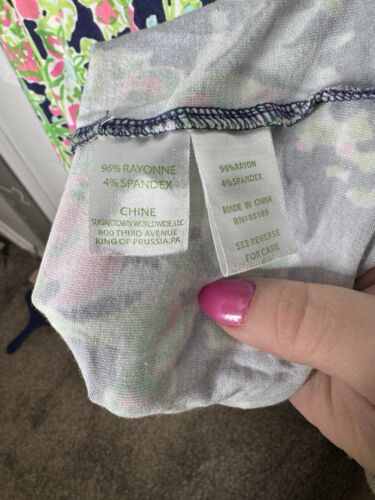 96% RAYONNE
4% SPANDEX
CHINE
SUGARTOWN WORLDWIDE, LLC
800 THIRD AVENUE
KING OF PRUSSIA, PA
96% RAYON
4% SPANDEX
MADE IN CHINA
RN#88189
SEE REVERSE
FOR CARE